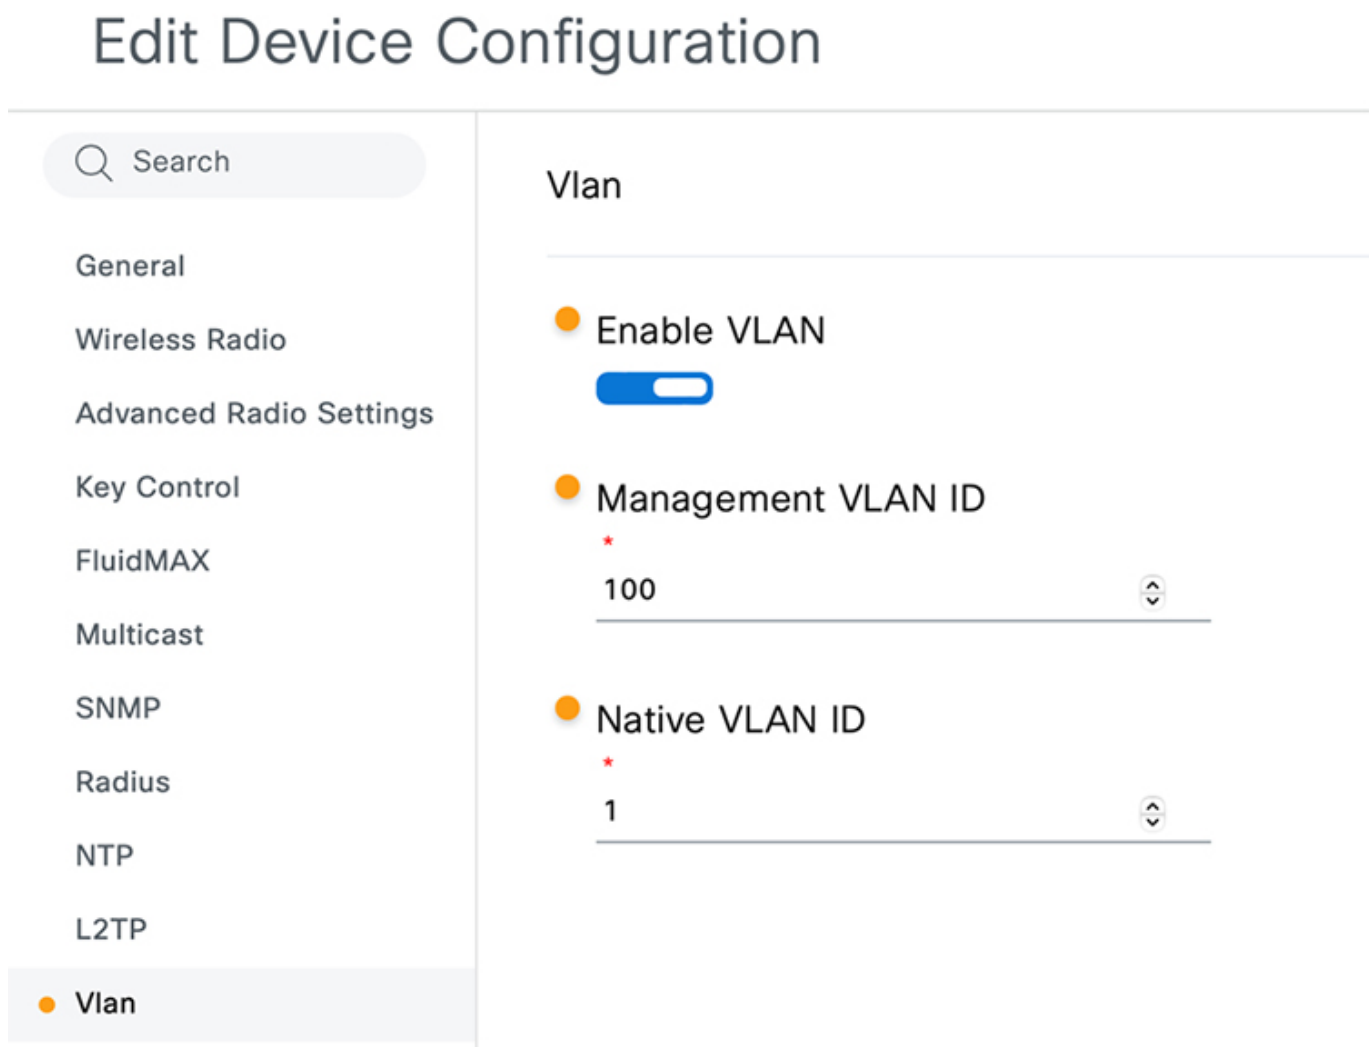 Edit Device Configuration
Search
General
Wireless Radio
Advanced Radio Settings
Key Control
FluidMAX
Multicast
SNMP
Radius
NTP
L2TP
Vlan
Vlan
Enable VLAN
Management VLAN ID
*
100
Native VLAN ID
*
1